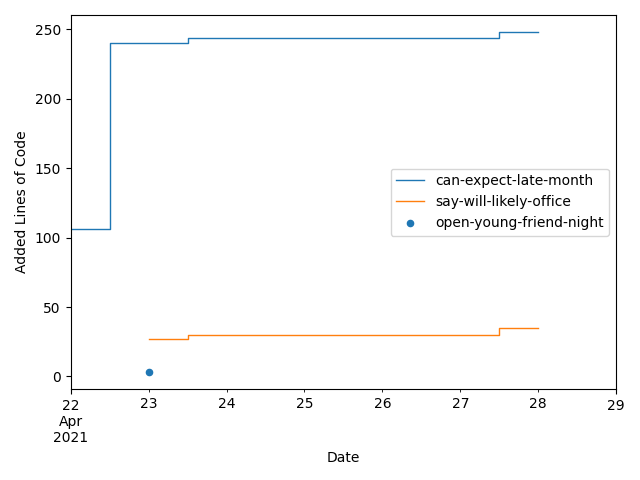 250
200
150
100
50
0
Added Lines of Code
can-expect-late-month
say-will-likely-office
open-young-friend-night
22 23 24 25 26 27 28 29
Apr
2021
Date